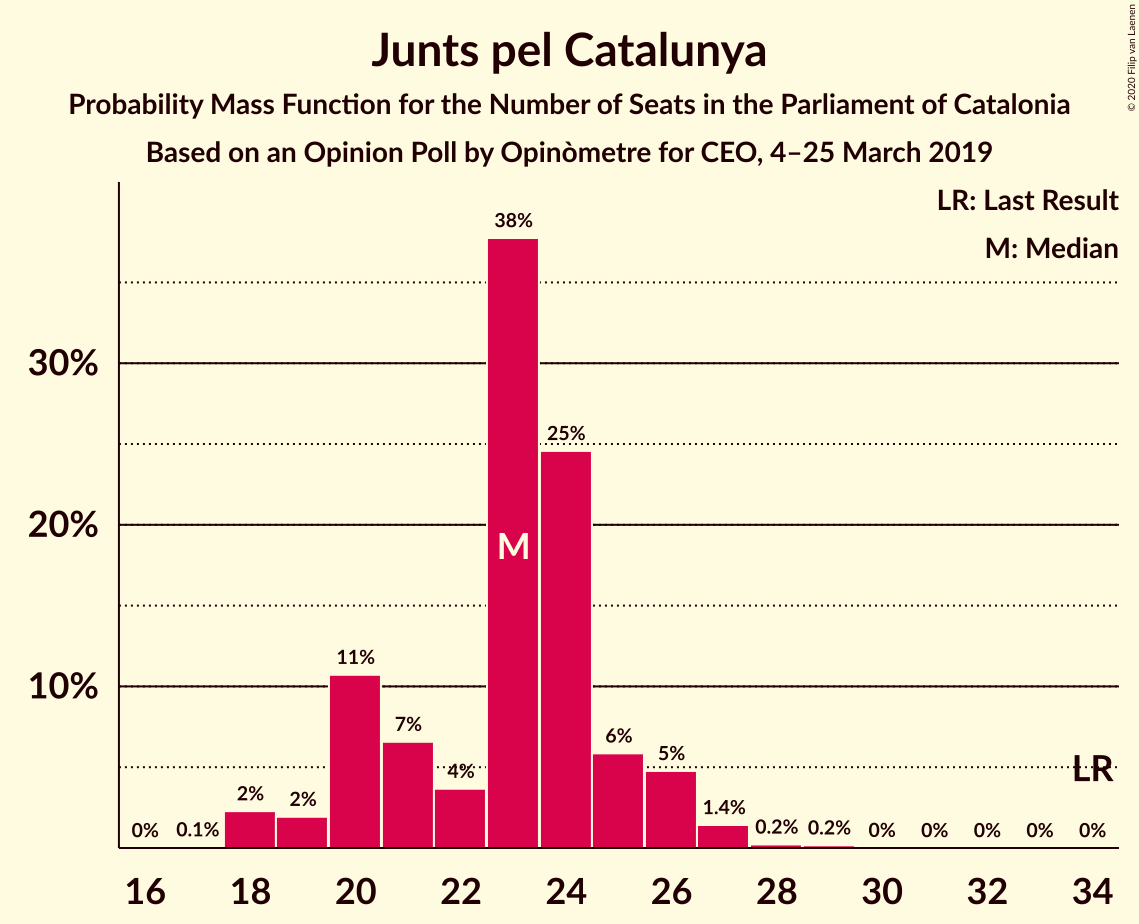 Junts pel Catalunya
Probability Mass Function for the Number of Seats in the Parliament of Catalonia
Based on an Opinion Poll by Opinòmetre for CEO, 4–25 March 2019
© 2020 Filip van Laenen
LR: Last Result
M: Median
30%
20%
10%
0%
0.1%
2%
2%
11%
7%
4%
38%
M
25%
6%
5%
1.4%
0.2%
0.2%
0%
0%
0%
0%
0%
LR
16 18 20 22 24 26 28 30 32 34